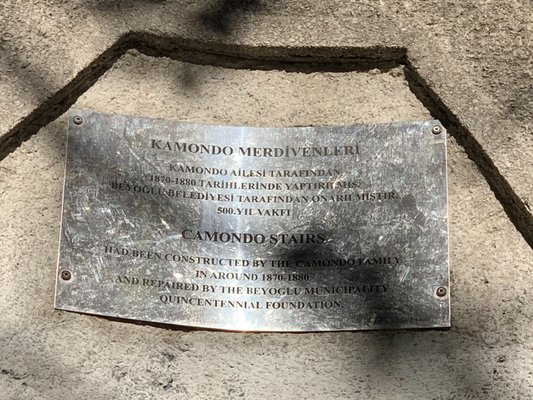 KAMONDO MERDİVENLERİ
KAMONDO AİLESİ TARAFINDAN
1870-1880 TARİHLERİNDE YAPTIRILMIŞ.
BEYOĞLU BELEDİYESİ TARAFINDAN ONARILMIŞTIR.
500.YIL VAKFI
CAMONDO STAIRS
HAD BEEN CONSTRUCTED BY THE CAMONDO FAMILY
IN AROUND 1870-1880
AND REPAIRED BY THE BEYOGLU MUNICIPALITY
QUINCENTENNIAL FOUNDATION.